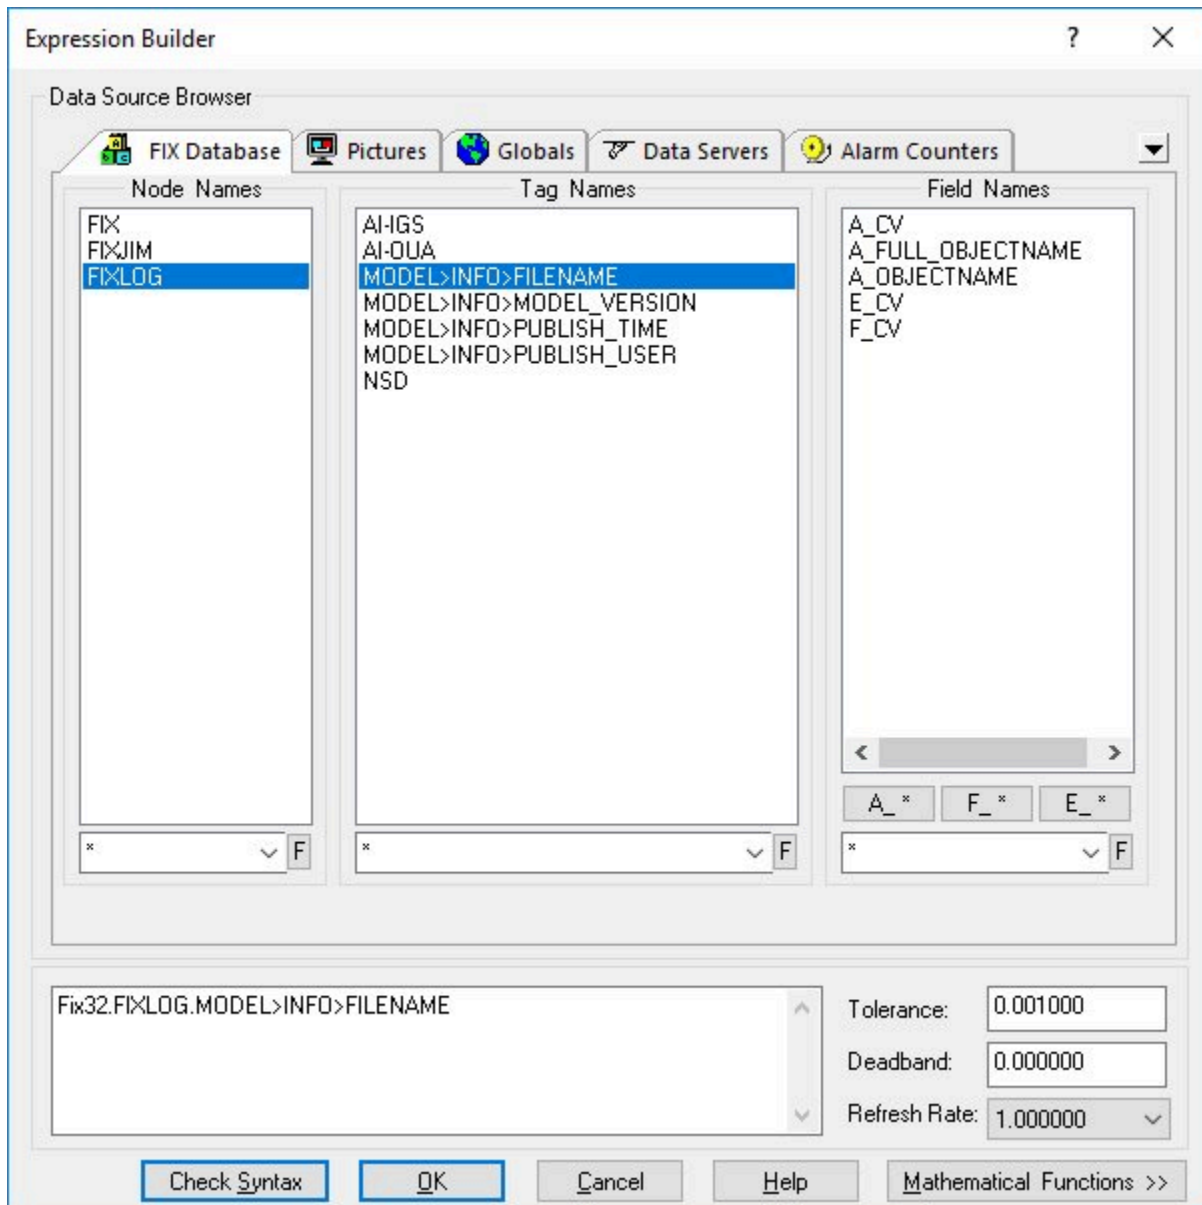 Expression Builder ? X
Data Source Browser
FIX Database Pictures Globals Data Servers Alarm Counters
Node Names Tag Names Field Names
FIX
FIXJIM
FIXLOG
AI-IGS
AI-OUA
MODEL>INFO>FILENAME
MODEL>INFO>MODEL_VERSION
MODEL>INFO>PUBLISH_TIME
MODEL>INFO>PUBLISH_USER
NSD
A_CV
A_FULL_OBJECTNAME
A_OBJECTNAME
E_CV
F_CV
A_ * F_ * E_ *
* F * F * F
Fix32.FIXLOG.MODEL>INFO>FILENAME
Tolerance: 0.001000
Deadband: 0.000000
Refresh Rate: 1.000000
Check Syntax OK Cancel Help Mathematical Functions >>